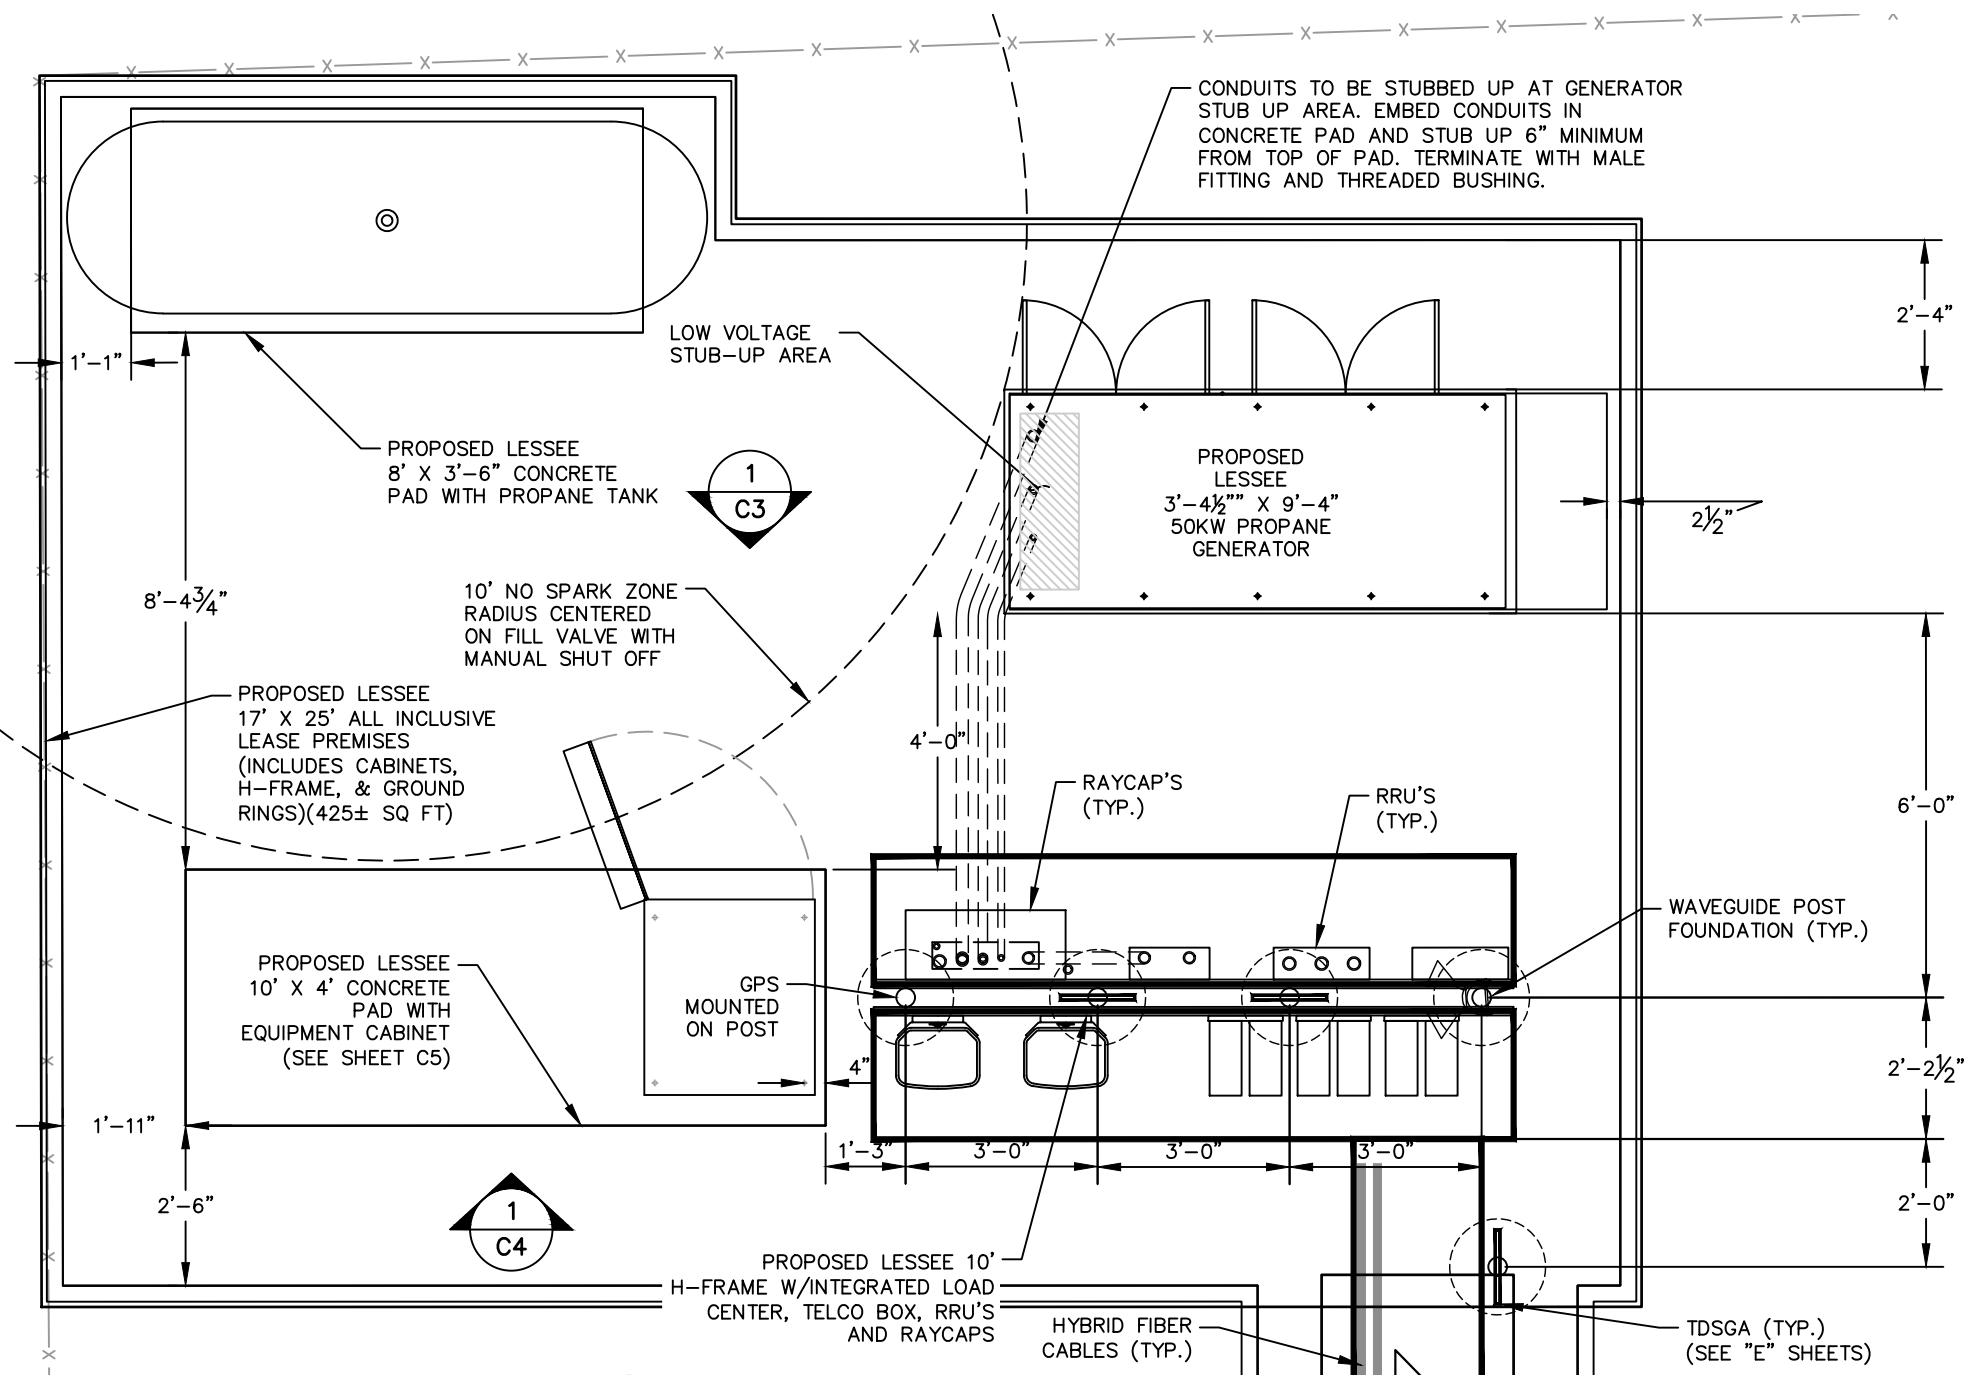 CONDUITS TO BE STUBBED UP AT GENERATOR
STUB UP AREA. EMBED CONDUITS IN
CONCRETE PAD AND STUB UP 6" MINIMUM
FROM TOP OF PAD. TERMINATE WITH MALE
FITTING AND THREADED BUSHING.
2'-4"
LOW VOLTAGE
STUB-UP AREA
1'-1"
PROPOSED LESSEE
8' X 3'-6" CONCRETE
PAD WITH PROPANE TANK
1
C3
PROPOSED
LESSEE
3'-4½"" X 9'-4"
50KW PROPANE
GENERATOR
2½"
8'-4¾"
10' NO SPARK ZONE
RADIUS CENTERED
ON FILL VALVE WITH
MANUAL SHUT OFF
PROPOSED LESSEE
17' X 25' ALL INCLUSIVE
LEASE PREMISES
(INCLUDES CABINETS,
H-FRAME, & GROUND
RINGS)(425± SQ FT)
4'-0"
RAYCAP'S
(TYP.)
RRU'S
(TYP.)
6'-0"
WAVEGUIDE POST
FOUNDATION (TYP.)
PROPOSED LESSEE
10' X 4' CONCRETE
PAD WITH
EQUIPMENT CABINET
(SEE SHEET C5)
GPS
MOUNTED
ON POST
4"
2'-2½"
1'-11"
1'-3"
3'-0"
3'-0"
3'-0"
2'-6"
1
C4
2'-0"
PROPOSED LESSEE 10'
H-FRAME W/INTEGRATED LOAD
CENTER, TELCO BOX, RRU'S
AND RAYCAPS
HYBRID FIBER
CABLES (TYP.)
TDSGA (TYP.)
(SEE "E" SHEETS)